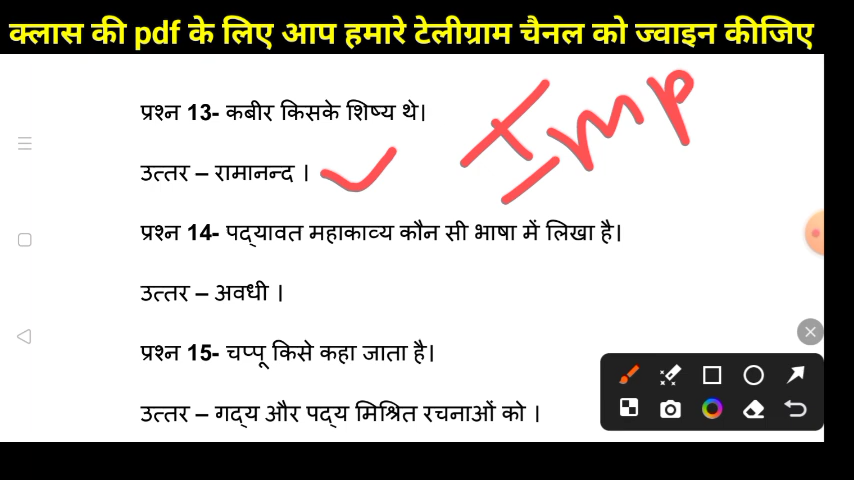 क्लास की pdf के लिए आप हमारे टेलीग्राम चैनल को ज्वाइन कीजिए
प्रश्न 13- कबीर किसके शिष्य थे।
Imp
उत्तर – रामानन्द ।
प्रश्न 14- पद्यावत महाकाव्य कौन सी भाषा में लिखा है।
उत्तर – अवधी ।
प्रश्न 15- चप्पू किसे कहा जाता है।
उत्तर – गद्य और पद्य मिश्रित रचनाओं को ।